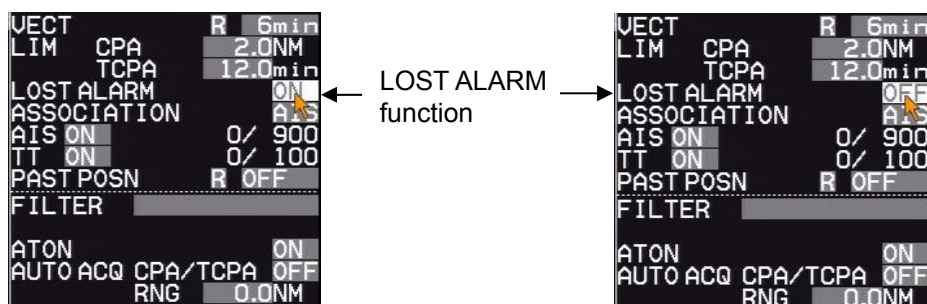 VECT R 6min
LIM CPA 2.0NM
TCPA 12.0min
LOST ALARM ON
ASSOCIATION AIS
AIS ON 0/ 900
TT ON 0/ 100
PAST POSN R OFF
FILTER
ATON ON
AUTO ACQ CPA/TCPA OFF
RNG 0.0NM
LOST ALARM
function
VECT R 6min
LIM CPA 2.0NM
TCPA 12.0min
LOST ALARM OFF
ASSOCIATION AIS
AIS ON 0/ 900
TT ON 0/ 100
PAST POSN R OFF
FILTER
ATON ON
AUTO ACQ CPA/TCPA OFF
RNG 0.0NM